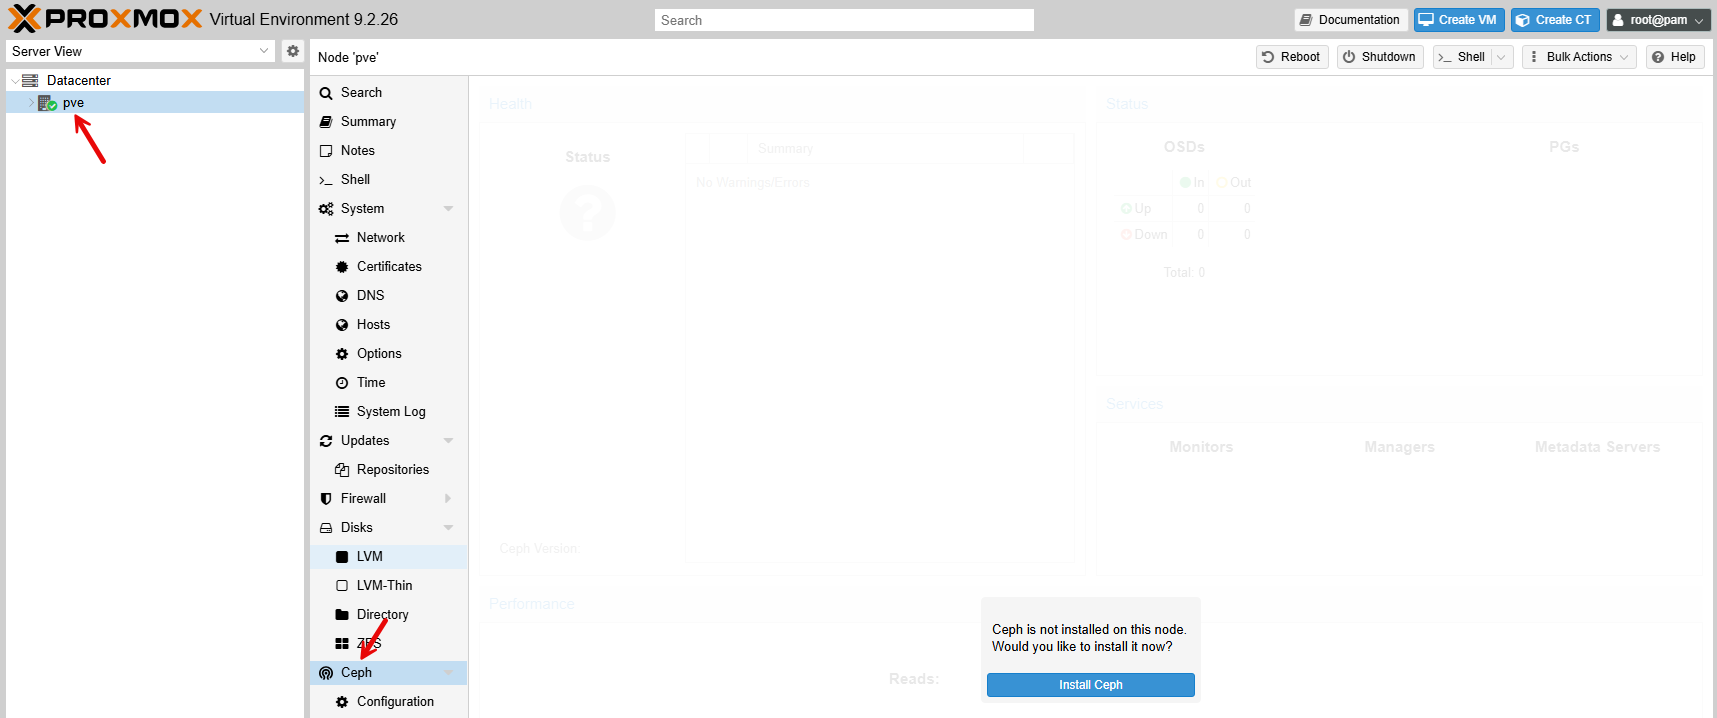 PROXMOX Virtual Environment 9.2.26
Search
Documentation
Create VM
Create CT
root@pam
Server View
Node 'pve'
Reboot
Shutdown
Shell
Bulk Actions
Help
Datacenter
pve
Search
Summary
Notes
Shell
System
Network
Certificates
DNS
Hosts
Options
Time
System Log
Updates
Repositories
Firewall
Disks
LVM
LVM-Thin
Directory
ZFS
Ceph
Configuration
Health
Status
Summary
No Warnings/Errors
Ceph Version:
Status
OSDs
PGs
In Out
Up 0 0
Down 0 0
Total: 0
Services
Monitors
Managers
Metadata Servers
Performance
Reads:
Ceph is not installed on this node.
Would you like to install it now?
Install Ceph